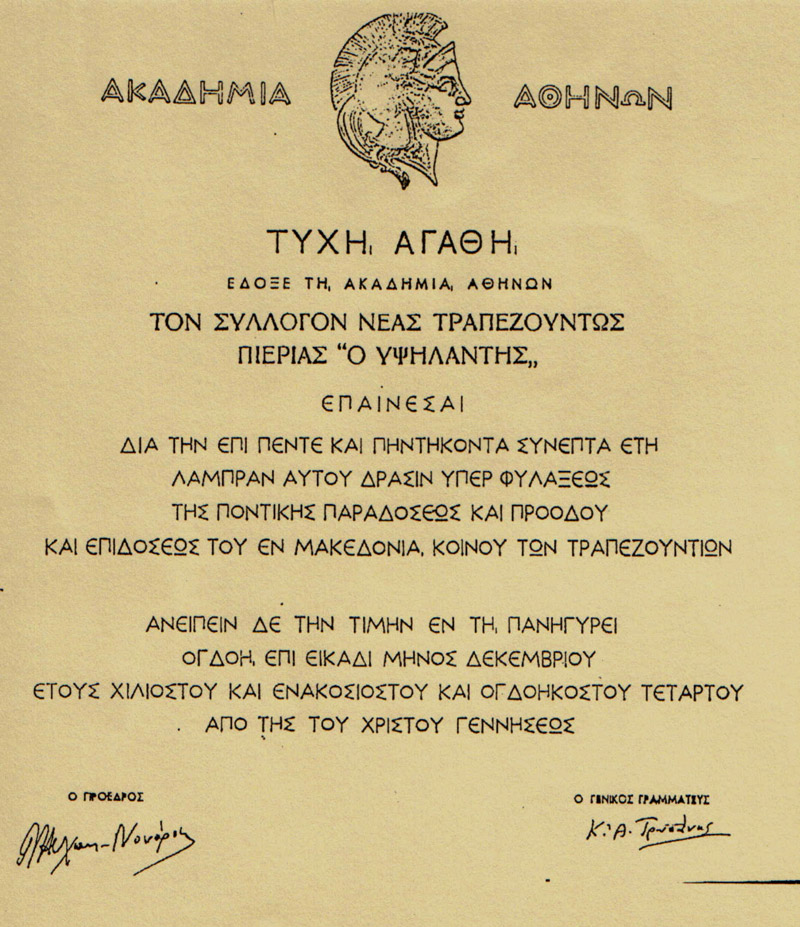 ΑΚΑΔΗΜΙΑ ΑΘΗΝΩΝ
ΤΥΧΗΙ ΑΓΑΘΗΙ
ΕΔΟΞΕ ΤΗΙ ΑΚΑΔΗΜΙΑΙ ΑΘΗΝΩΝ
ΤΟΝ ΣΥΛΛΟΓΟΝ ΝΕΑΣ ΤΡΑΠΕΖΟΥΝΤΩΣ
ΠΙΕΡΙΑΣ “Ο ΥΨΗΛΑΝΤΗΣ„
ΕΠΑΙΝΕΣΑΙ
ΔΙΑ ΤΗΝ ΕΠΙ ΠΕΝΤΕ ΚΑΙ ΠΗΝΤΗΚΟΝΤΑ ΣΥΝΕΠΤΑ ΕΤΗ
ΛΑΜΠΡΑΝ ΑΥΤΟΥ ΔΡΑΣΙΝ ΥΠΕΡ ΦΥΛΑΞΕΩΣ
ΤΗΣ ΠΟΝΤΙΚΗΣ ΠΑΡΑΔΟΣΕΩΣ ΚΑΙ ΠΡΟΟΔΟΥ
ΚΑΙ ΕΠΙΔΟΣΕΩΣ ΤΟΥ ΕΝ ΜΑΚΕΔΟΝΙΑΙ ΚΟΙΝΟΥ ΤΩΝ ΤΡΑΠΕΖΟΥΝΤΙΩΝ
ΑΝΕΙΠΕΙΝ ΔΕ ΤΗΝ ΤΙΜΗΝ ΕΝ ΤΗΙ ΠΑΝΗΓΥΡΕΙ
ΟΓΔΟΗΙ ΕΠΙ ΕΙΚΑΔΙ ΜΗΝΟΣ ΔΕΚΕΜΒΡΙΟΥ
ΕΤΟΥΣ ΧΙΛΙΟΣΤΟΥ ΚΑΙ ΕΝΑΚΟΣΙΟΣΤΟΥ ΚΑΙ ΟΓΔΟΗΚΟΣΤΟΥ ΤΕΤΑΡΤΟΥ
ΑΠΟ ΤΗΣ ΤΟΥ ΧΡΙΣΤΟΥ ΓΕΝΝΗΣΕΩΣ
Ο ΠΡΟΕΔΡΟΣ
Ο ΓΕΝΙΚΟΣ ΓΡΑΜΜΑΤΕΥΣ
Κ. Α.